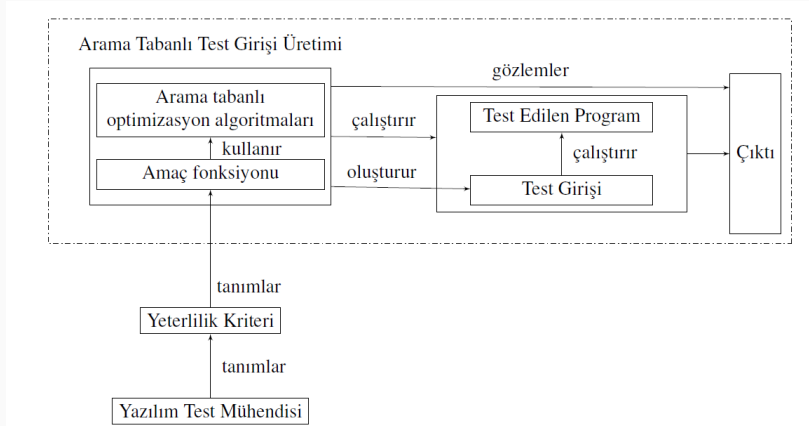 Arama Tabanlı Test Girişi Üretimi
gözlemler
Arama tabanlı
optimizasyon algoritmaları
çalıştırır
Test Edilen Program
kullanır
çalıştırır
Çıktı
Amaç fonksiyonu
oluşturur
Test Girişi
tanımlar
Yeterlilik Kriteri
tanımlar
Yazılım Test Mühendisi